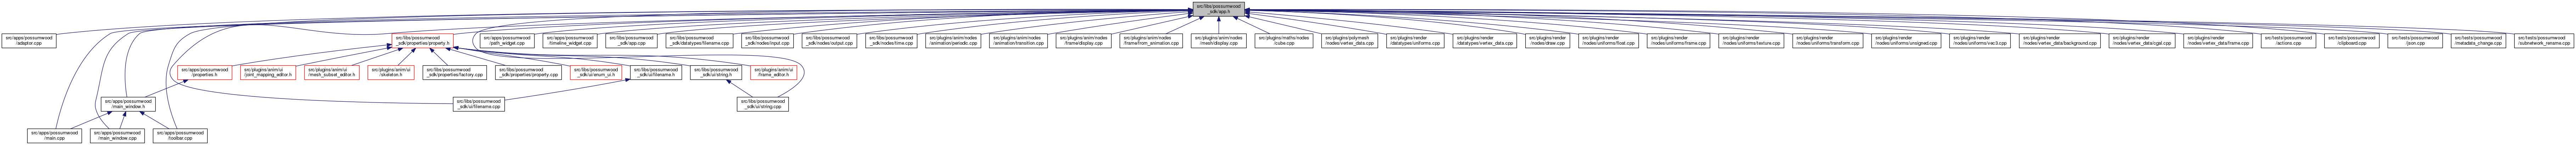 src/libs/possumwood
_sdk/app.h
src/apps/possumwood
/adaptor.cpp
src/libs/possumwood
_sdk/properties/property.h
src/apps/possumwood
/path_widget.cpp
src/apps/possumwood
/timeline_widget.cpp
src/libs/possumwood
_sdk/app.cpp
src/libs/possumwood
_sdk/datatypes/filename.cpp
src/libs/possumwood
_sdk/nodes/input.cpp
src/libs/possumwood
_sdk/nodes/output.cpp
src/libs/possumwood
_sdk/nodes/time.cpp
src/plugins/anim/nodes
/animation/periodic.cpp
src/plugins/anim/nodes
/animation/transition.cpp
src/plugins/anim/nodes
/frame/display.cpp
src/plugins/anim/nodes
/frame/from_animation.cpp
src/plugins/anim/nodes
/mesh/display.cpp
src/plugins/maths/nodes
/cube.cpp
src/plugins/polymesh
/nodes/vertex_data.cpp
src/plugins/render
/datatypes/uniforms.cpp
src/plugins/render
/datatypes/vertex_data.cpp
src/plugins/render
/nodes/draw.cpp
src/plugins/render
/nodes/uniforms/float.cpp
src/plugins/render
/nodes/uniforms/frame.cpp
src/plugins/render
/nodes/uniforms/texture.cpp
src/plugins/render
/nodes/uniforms/transform.cpp
src/plugins/render
/nodes/uniforms/unsigned.cpp
src/plugins/render
/nodes/uniforms/vec3.cpp
src/plugins/render
/nodes/vertex_data/background.cpp
src/plugins/render
/nodes/vertex_data/cgal.cpp
src/plugins/render
/nodes/vertex_data/frame.cpp
src/tests/possumwood
/actions.cpp
src/tests/possumwood
/clipboard.cpp
src/tests/possumwood
/json.cpp
src/tests/possumwood
/metadata_change.cpp
src/tests/possumwood
/subnetwork_rename.cpp
src/apps/possumwood
/properties.h
src/plugins/anim/ui
/joint_mapping_editor.h
src/plugins/anim/ui
/mesh_subset_editor.h
src/plugins/anim/ui
/skeleton.h
src/libs/possumwood
_sdk/properties/factory.cpp
src/libs/possumwood
_sdk/properties/property.cpp
src/libs/possumwood
_sdk/ui/enum_ui.h
src/libs/possumwood
_sdk/ui/filename.h
src/libs/possumwood
_sdk/ui/string.h
src/plugins/anim/ui
/frame_editor.h
src/apps/possumwood
/main_window.h
src/libs/possumwood
_sdk/ui/filename.cpp
src/libs/possumwood
_sdk/ui/string.cpp
src/apps/possumwood
/main.cpp
src/apps/possumwood
/main_window.cpp
src/apps/possumwood
/toolbar.cpp